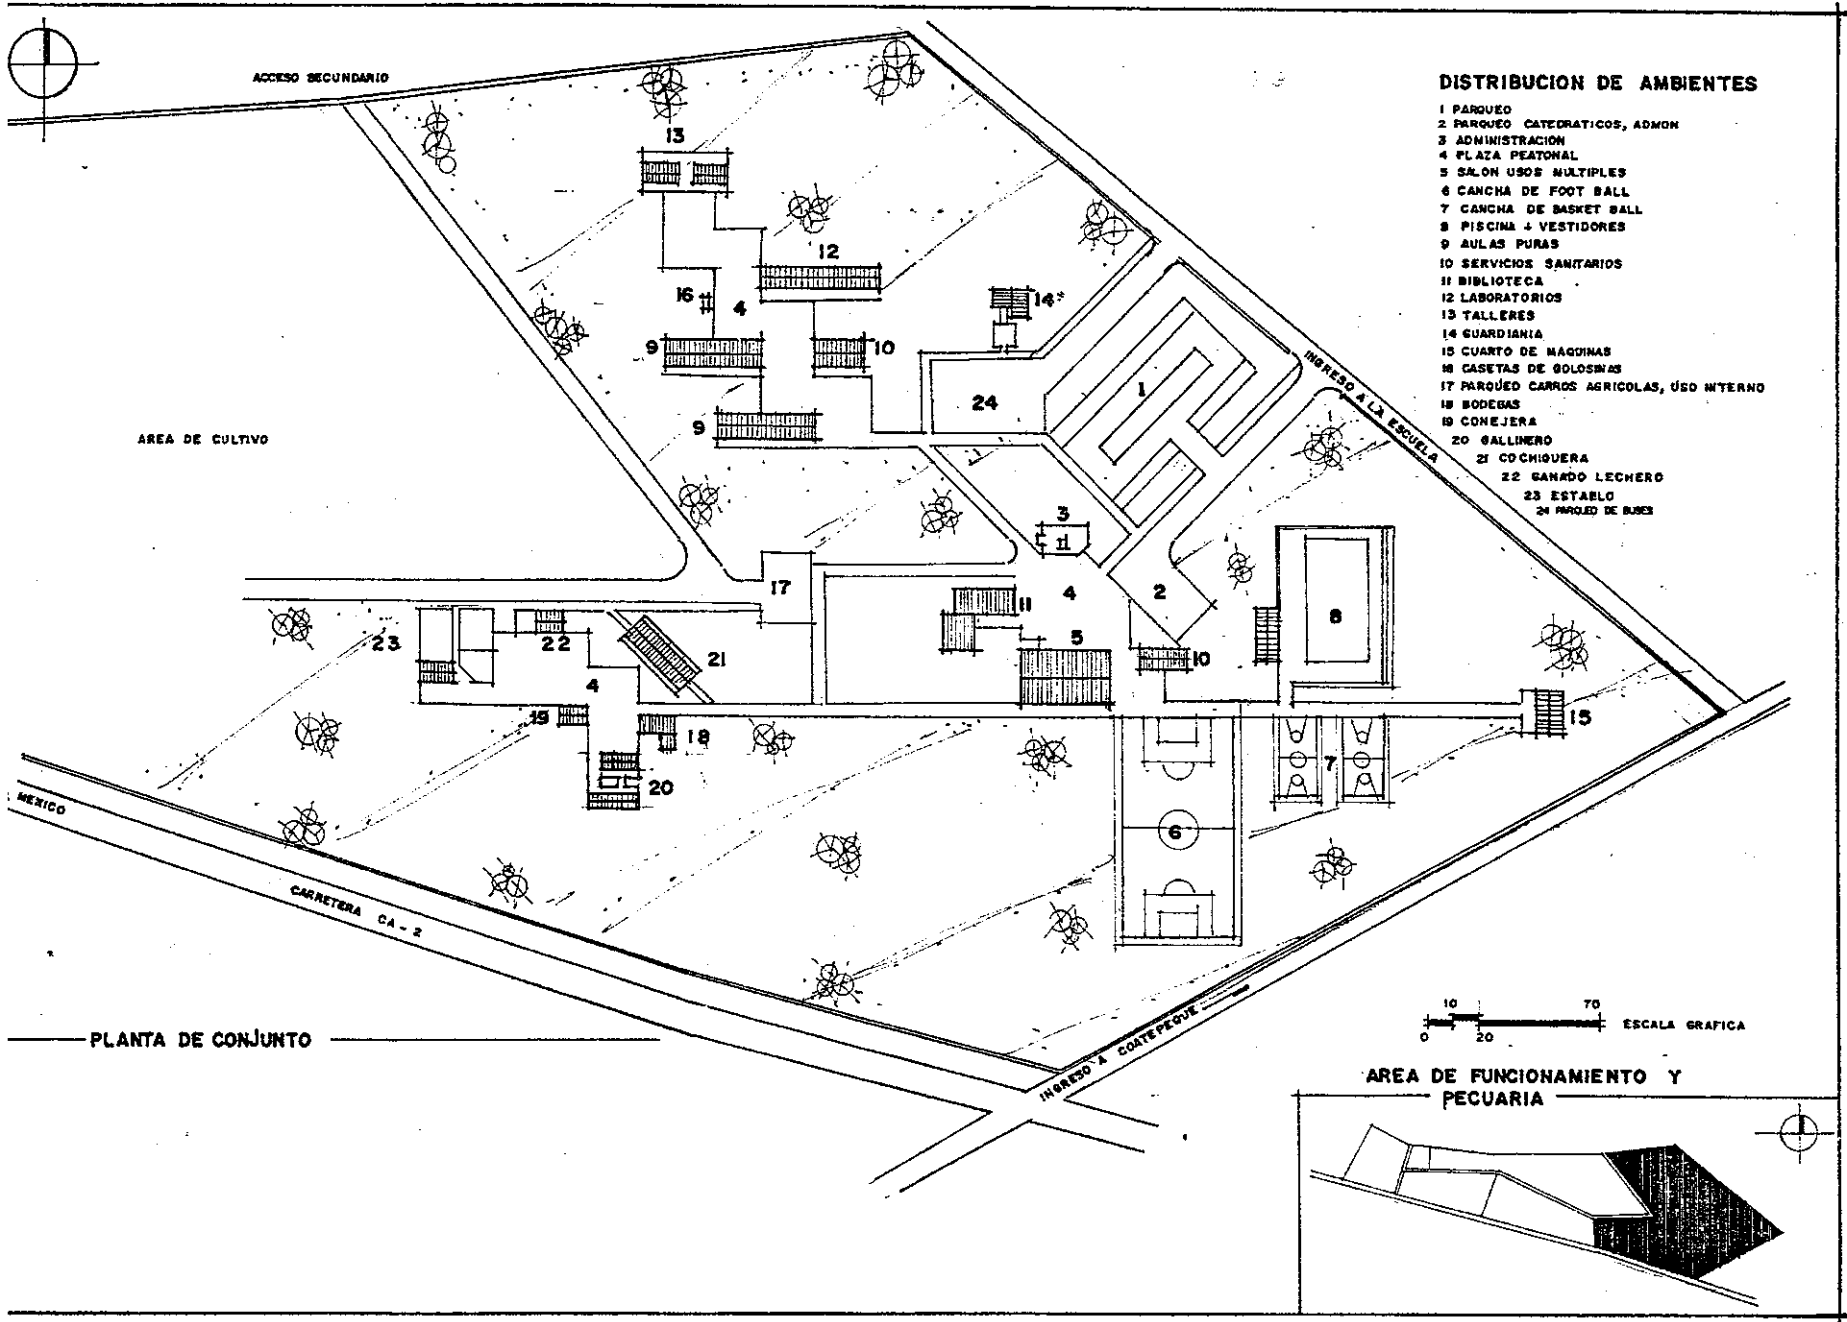 ACCESO SECUNDARIO
DISTRIBUCION DE AMBIENTES
1 PARQUEO
2 PARQUEO CATEDRATICOS, ADMON
3 ADMINISTRACION
4 PLAZA PEATONAL
5 SALON USOS MULTIPLES
6 CANCHA DE FOOT BALL
7 CANCHA DE BASKET BALL
8 PISCINA + VESTIDORES
9 AULAS PURAS
10 SERVICIOS SANITARIOS
11 BIBLIOTECA
12 LABORATORIOS
13 TALLERES
14 GUARDIANIA
15 CUARTO DE MAQUINAS
16 CASETAS DE GOLOSINAS
17 PARQUEO CARROS AGRICOLAS, USO INTERNO
18 BODEGAS
19 CONEJERA
20 GALLINERO
21 COCHIQUERA
22 GANADO LECHERO
23 ESTABLO
24 PARQUEO DE BUSES
13
12
16
4
14
9
10
1
INGRESO A LA ESCUELA
24
9
AREA DE CULTIVO
3
11
17
11
4
2
8
23
22
21
5
10
4
19
18
15
20
7
6
MEXICO
CARRETERA CA-2
INGRESO A COATEPEQUE
PLANTA DE CONJUNTO
10 70
0 20
ESCALA GRAFICA
AREA DE FUNCIONAMIENTO Y
PECUARIA